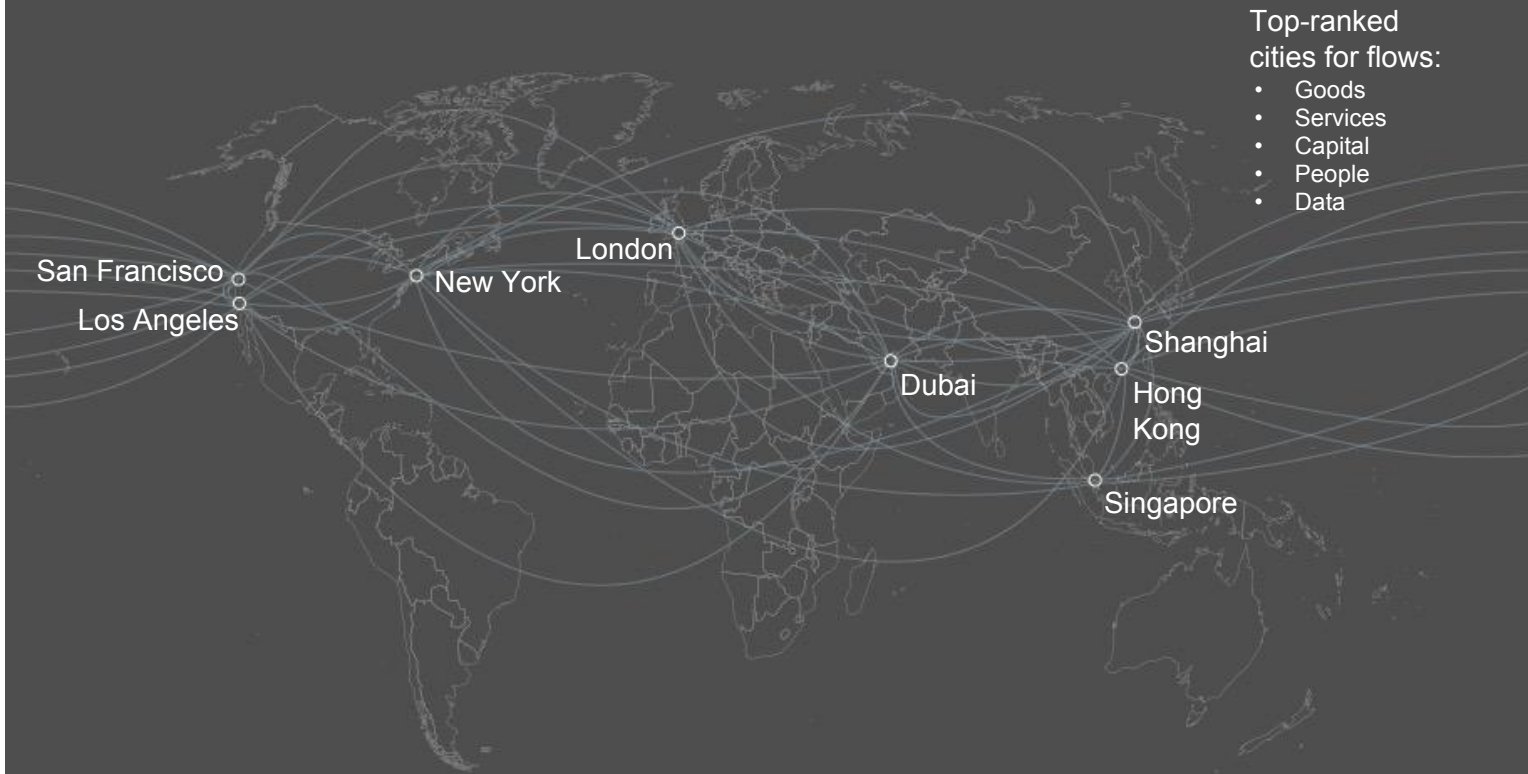 Top-ranked
cities for flows:
• Goods
• Services
• Capital
• People
• Data
London
San Francisco
New York
Los Angeles
Shanghai
Dubai
Hong
Kong
Singapore